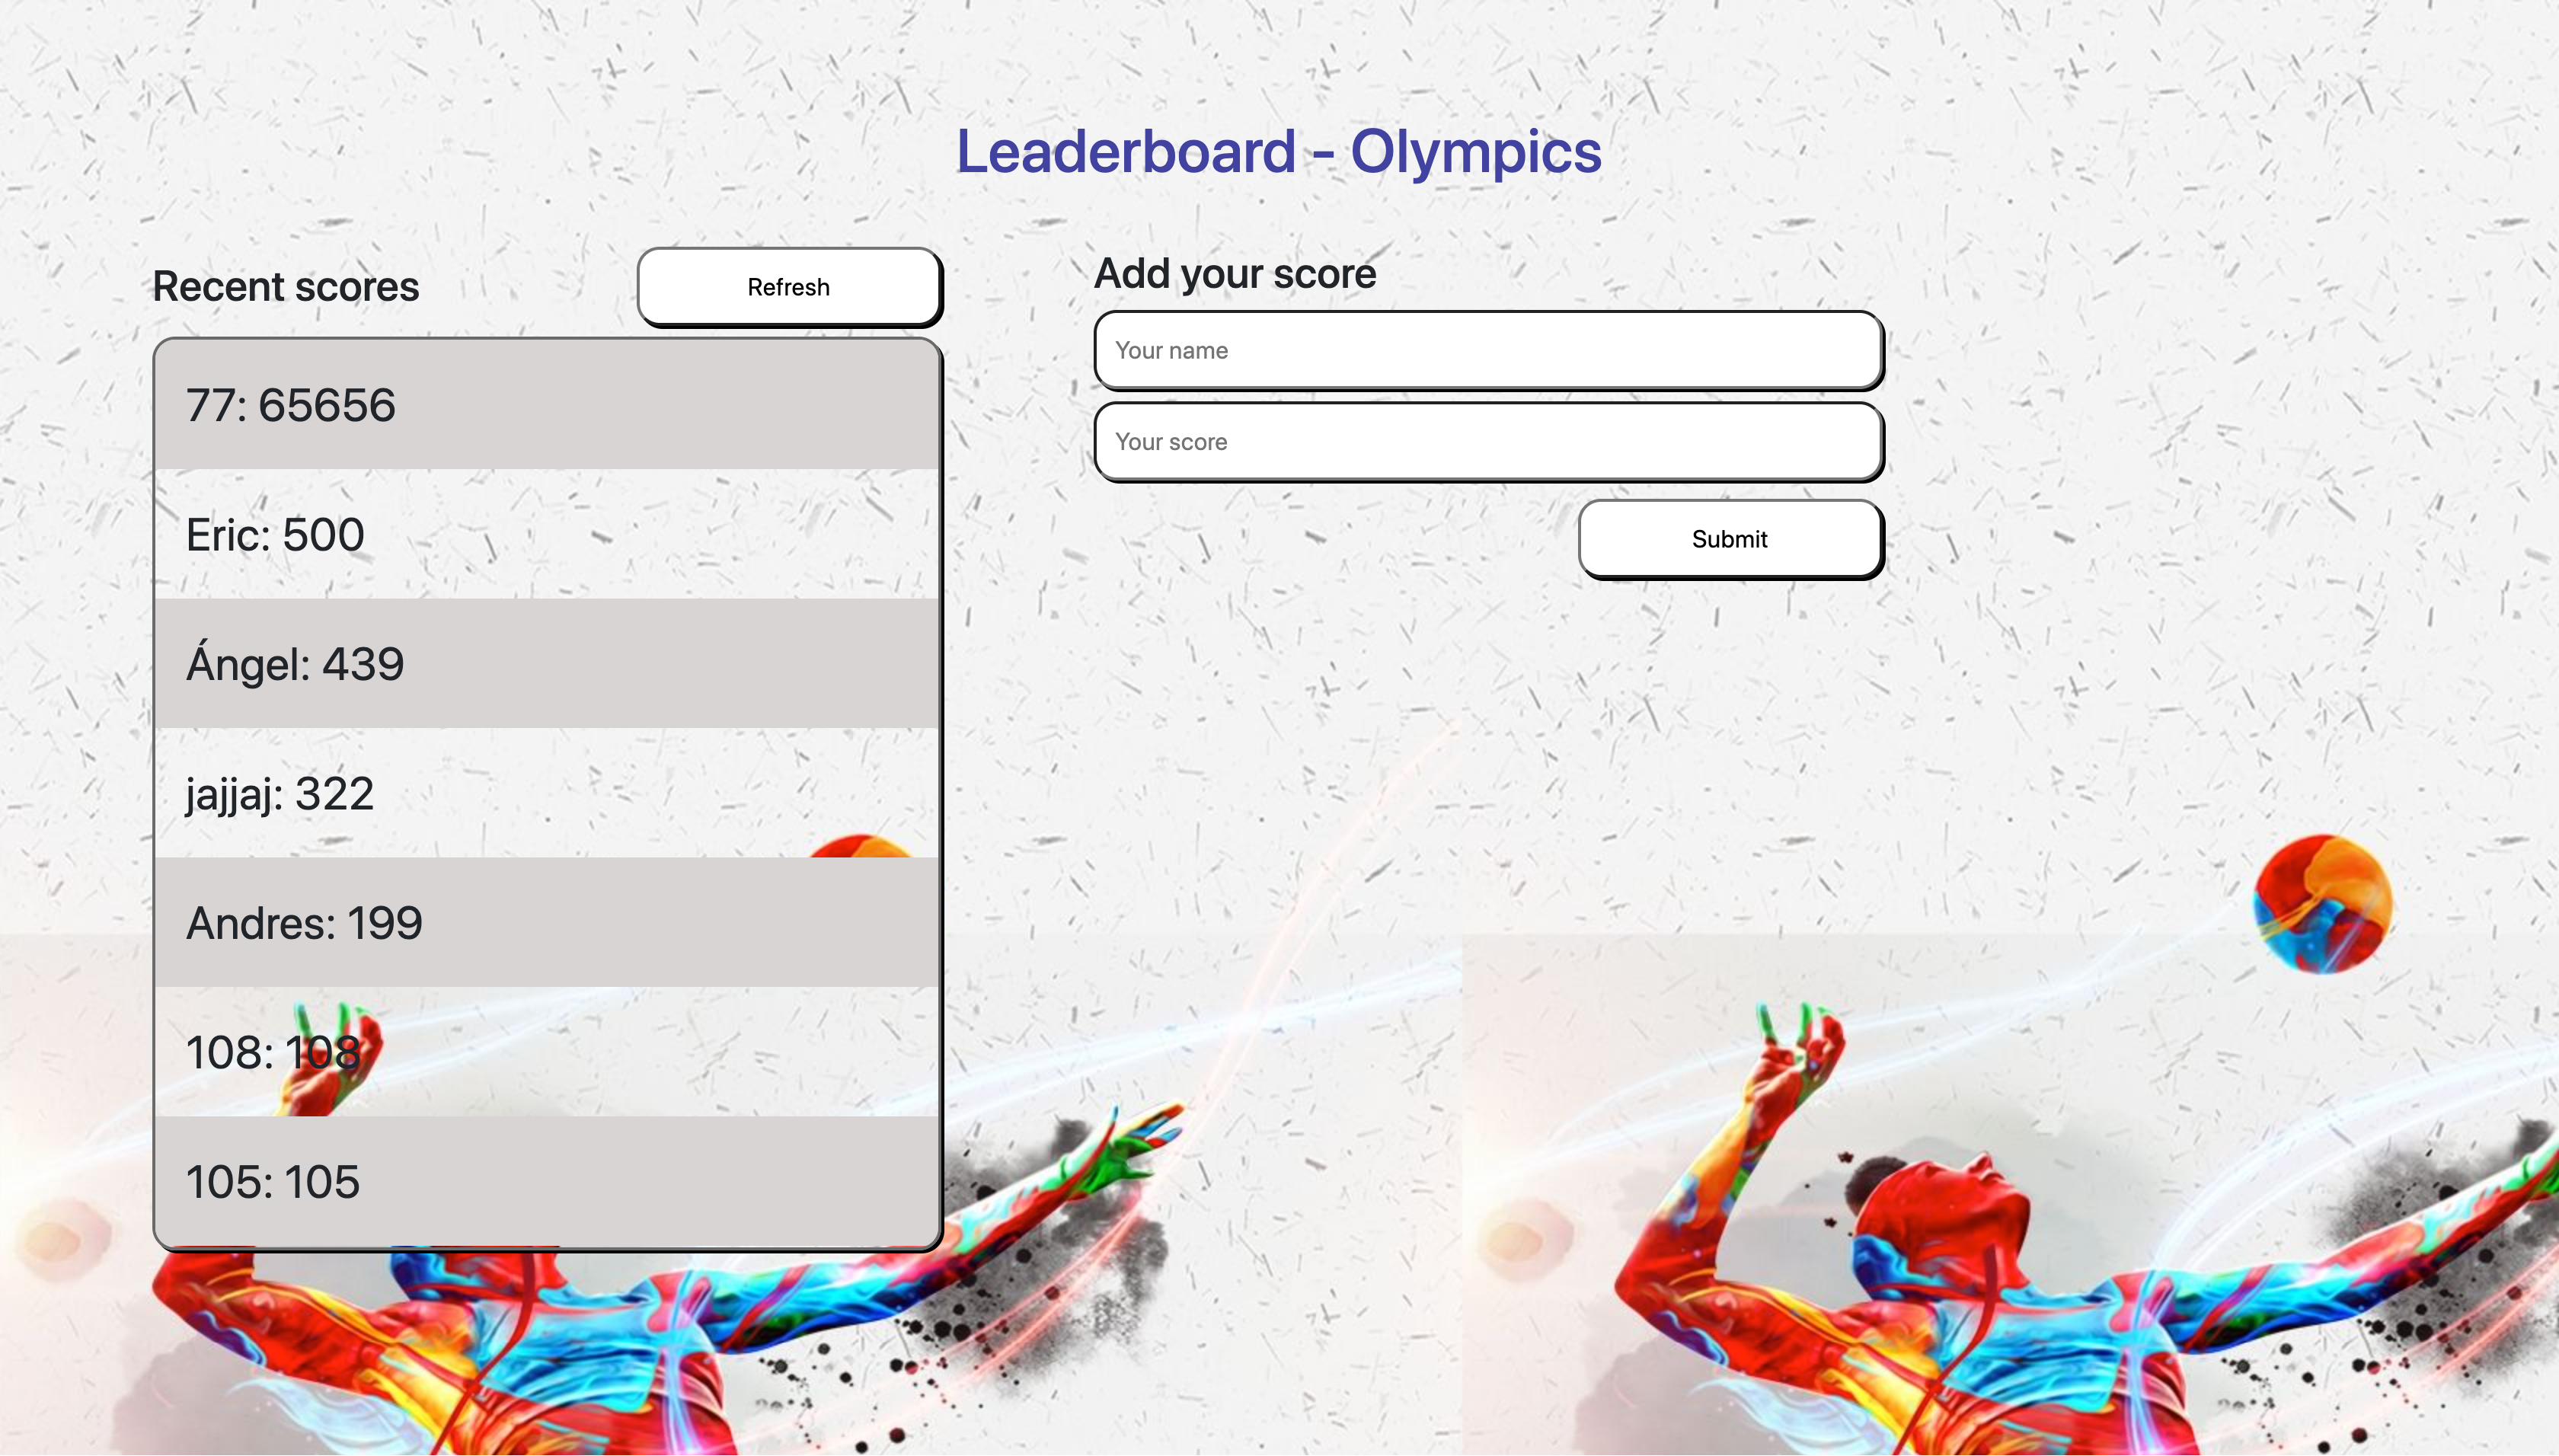 Leaderboard - Olympics
Recent scores
Refresh
77: 65656
Eric: 500
Ángel: 439
jajjaj: 322
Andres: 199
108: 108
105: 105
Add your score
Your name
Your score
Submit